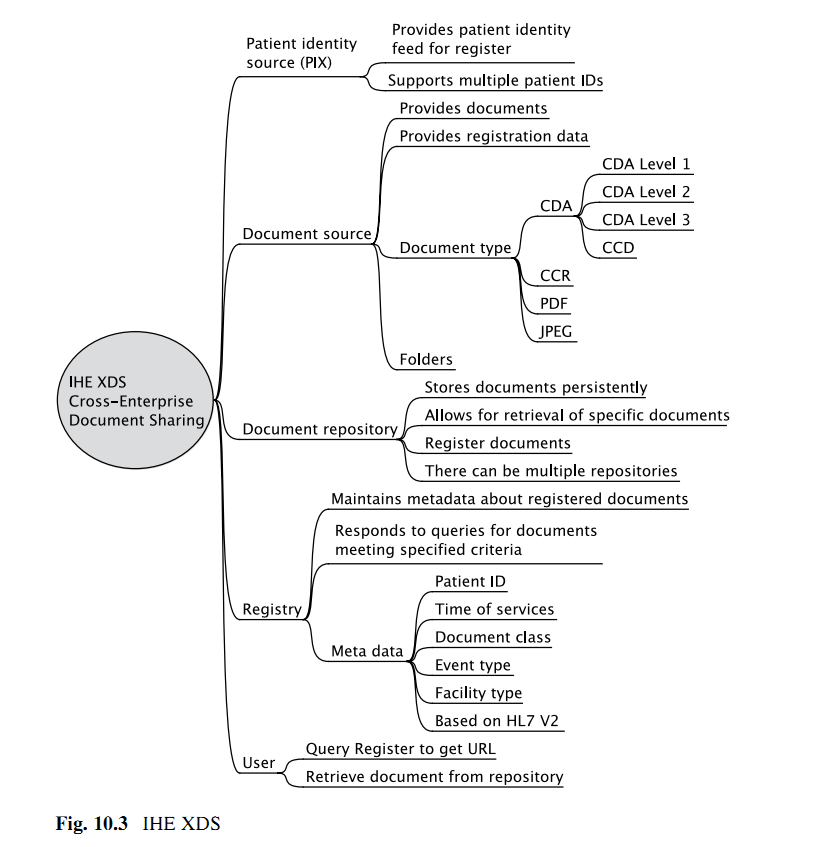 Patient identity
source (PIX)
Provides patient identity
feed for register
Supports multiple patient IDs
Document source
Provides documents
Provides registration data
Document type
CDA
CDA Level 1
CDA Level 2
CDA Level 3
CCD
CCR
PDF
JPEG
Folders
IHE XDS
Cross-Enterprise
Document Sharing
Document repository
Stores documents persistently
Allows for retrieval of specific documents
Register documents
There can be multiple repositories
Registry
Maintains metadata about registered documents
Responds to queries for documents
meeting specified criteria
Meta data
Patient ID
Time of services
Document class
Event type
Facility type
Based on HL7 V2
User
Query Register to get URL
Retrieve document from repository
Fig. 10.3 IHE XDS